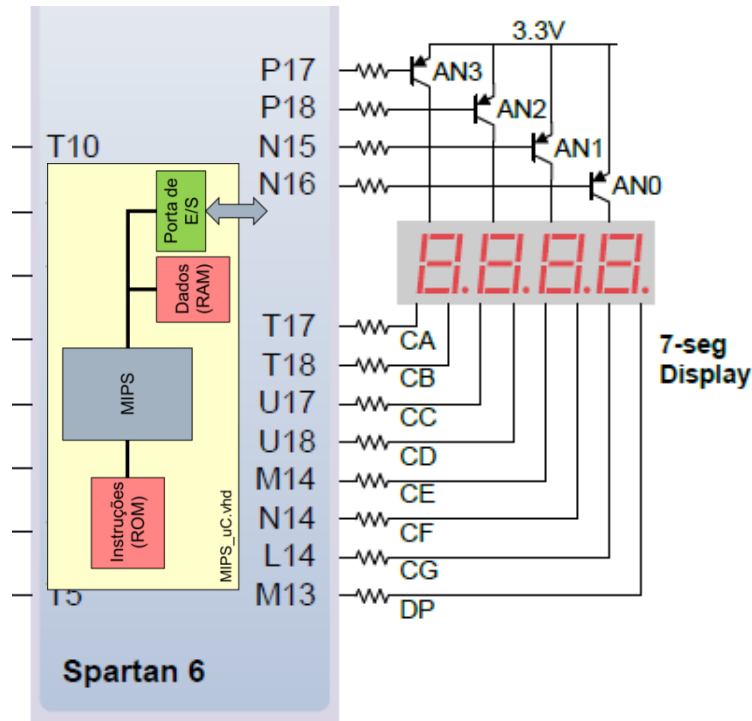 3.3V
P17
AN3
P18
AN2
T10
N15
AN1
N16
AN0
Porta de
E/S
Dados
(RAM)
MIPS
Instruções
(ROM)
MIPS_uC.vhd
T17
CA
T18
CB
U17
CC
U18
CD
M14
CE
N14
CF
L14
CG
T5
M13
DP
7-seg
Display
Spartan 6